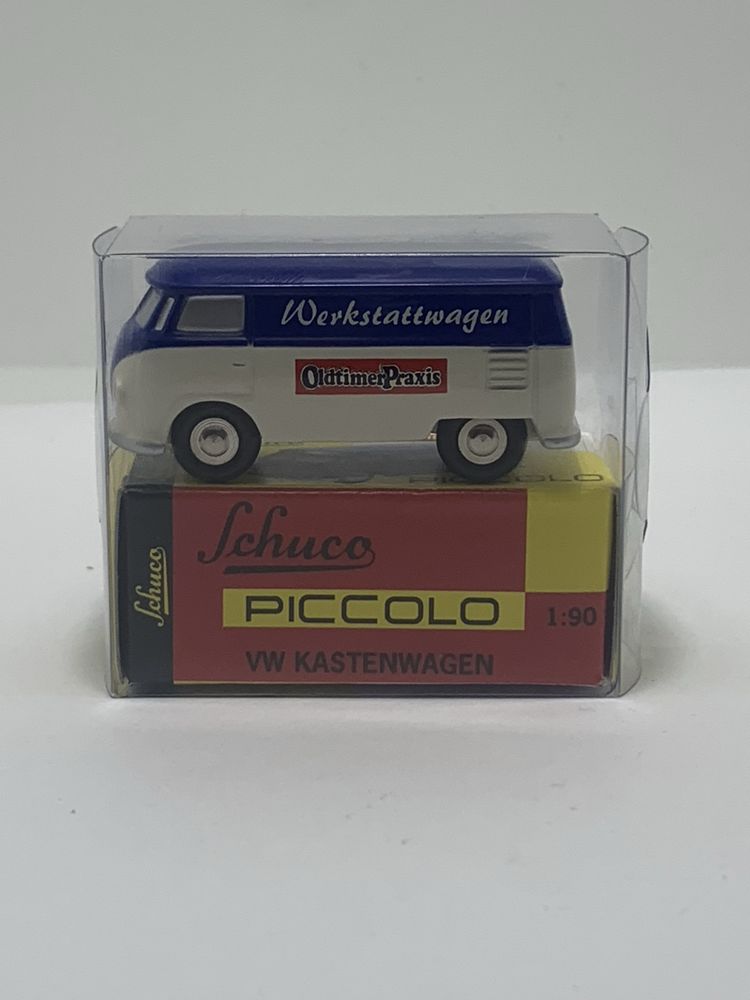 Werkstattwagen
OldtimerPraxis
PICCOLO
Schuco
Schuco
PICCOLO
1:90
VW KASTENWAGEN